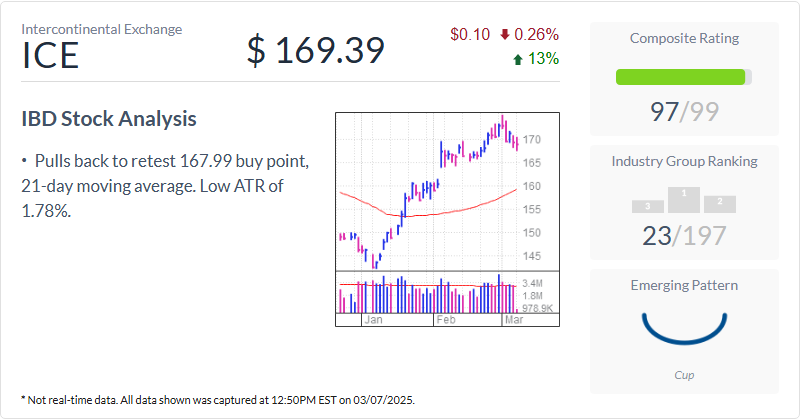 Intercontinental Exchange
ICE
$ 169.39
$0.10 0.26%
13%
IBD Stock Analysis
• Pulls back to retest 167.99 buy point,
21-day moving average. Low ATR of
1.78%.
170
165
160
155
150
145
3.4M
1.8M
978.9K
Jan Feb Mar
Composite Rating
97/99
Industry Group Ranking
3 1 2
23/197
Emerging Pattern
Cup
* Not real-time data. All data shown was captured at 12:50PM EST on 03/07/2025.